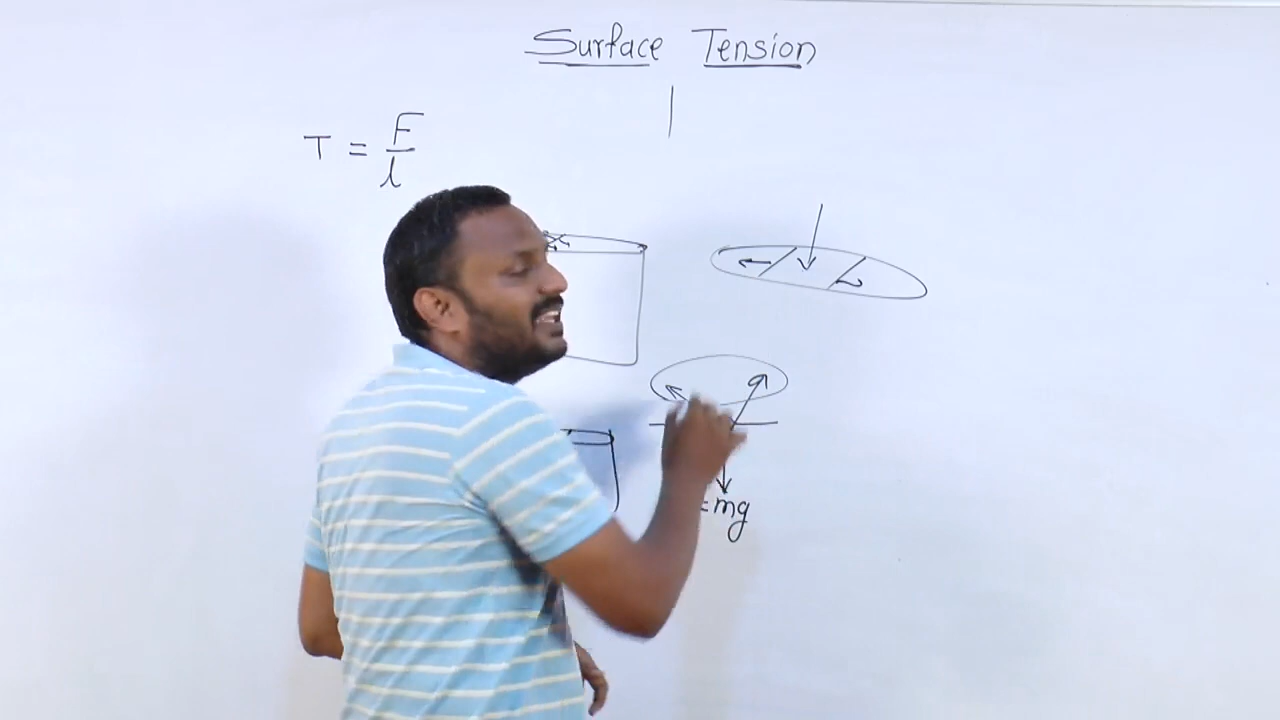 Surface Tension
T = F/l
=mg